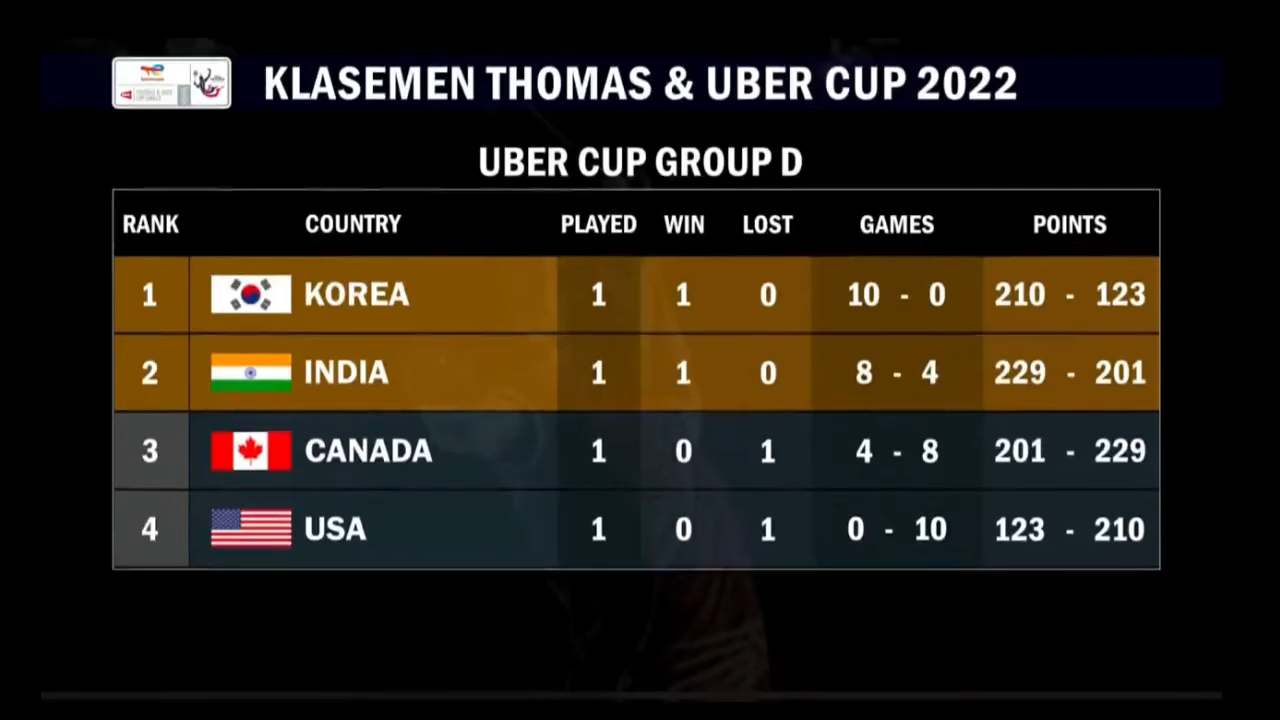 KLASEMEN THOMAS & UBER CUP 2022
UBER CUP GROUP D
RANK COUNTRY PLAYED WIN LOST GAMES POINTS
1 KOREA 1 1 0 10 - 0 210 - 123
2 INDIA 1 1 0 8 - 4 229 - 201
3 CANADA 1 0 1 4 - 8 201 - 229
4 USA 1 0 1 0 - 10 123 - 210